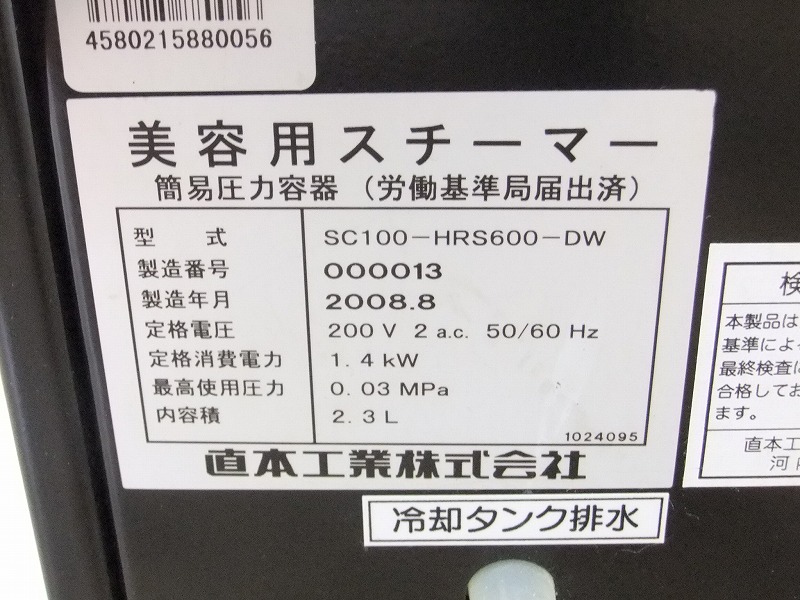 4580215880056
美容用スチーマー
簡易圧力容器 (労働基準局届出済)
型 式 SC100-HRS600-DW
製造番号 000013
製造年月 2008.8
定格電圧 200 V 2 a.c. 50/60 Hz
定格消費電力 1.4 kW
最高使用圧力 0.03 MPa
内容積 2.3 L
1024095
直本工業株式会社
冷却タンク排水
検
本製品は
基準によ
最終検査に
合格してお
ます。
直本工
河